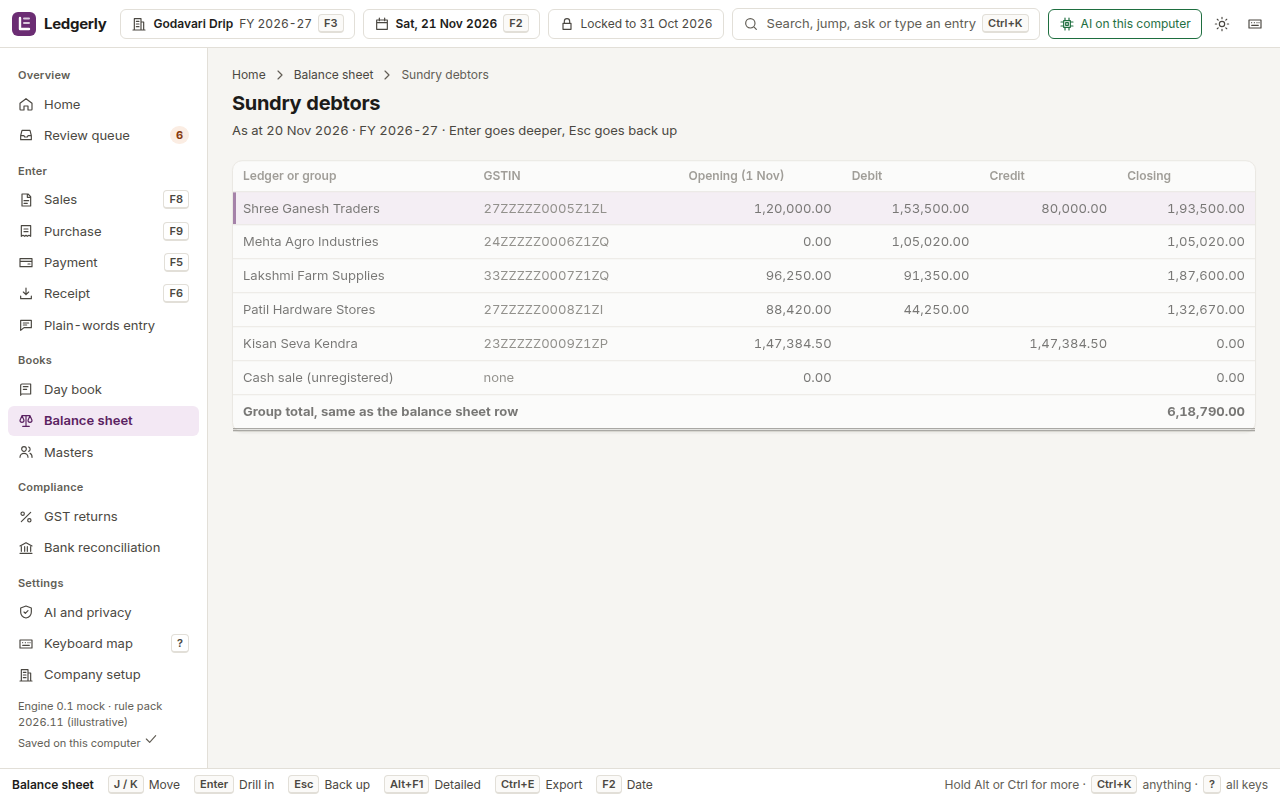 Ledgerly
Godavari Drip FY 2026-27 F3
Sat, 21 Nov 2026 F2
Locked to 31 Oct 2026
Search, jump, ask or type an entry Ctrl+K
AI on this computer
Overview
Home
Review queue 6
Enter
Sales F8
Purchase F9
Payment F5
Receipt F6
Plain-words entry
Books
Day book
Balance sheet
Masters
Compliance
GST returns
Bank reconciliation
Settings
AI and privacy
Keyboard map ?
Company setup
Engine 0.1 mock · rule pack
2026.11 (illustrative)
Saved on this computer
Home > Balance sheet > Sundry debtors
Sundry debtors
As at 20 Nov 2026 · FY 2026-27 · Enter goes deeper, Esc goes back up
Ledger or group GSTIN Opening (1 Nov) Debit Credit Closing
Shree Ganesh Traders 27ZZZZZ0005Z1ZL 1,20,000.00 1,53,500.00 80,000.00 1,93,500.00
Mehta Agro Industries 24ZZZZZ0006Z1ZQ 0.00 1,05,020.00 1,05,020.00
Lakshmi Farm Supplies 33ZZZZZ0007Z1ZQ 96,250.00 91,350.00 1,87,600.00
Patil Hardware Stores 27ZZZZZ0008Z1ZI 88,420.00 44,250.00 1,32,670.00
Kisan Seva Kendra 23ZZZZZ0009Z1ZP 1,47,384.50 1,47,384.50 0.00
Cash sale (unregistered) none 0.00 0.00
Group total, same as the balance sheet row 6,18,790.00
Balance sheet J / K Move Enter Drill in Esc Back up Alt+F1 Detailed Ctrl+E Export F2 Date
Hold Alt or Ctrl for more · Ctrl+K anything · ? all keys